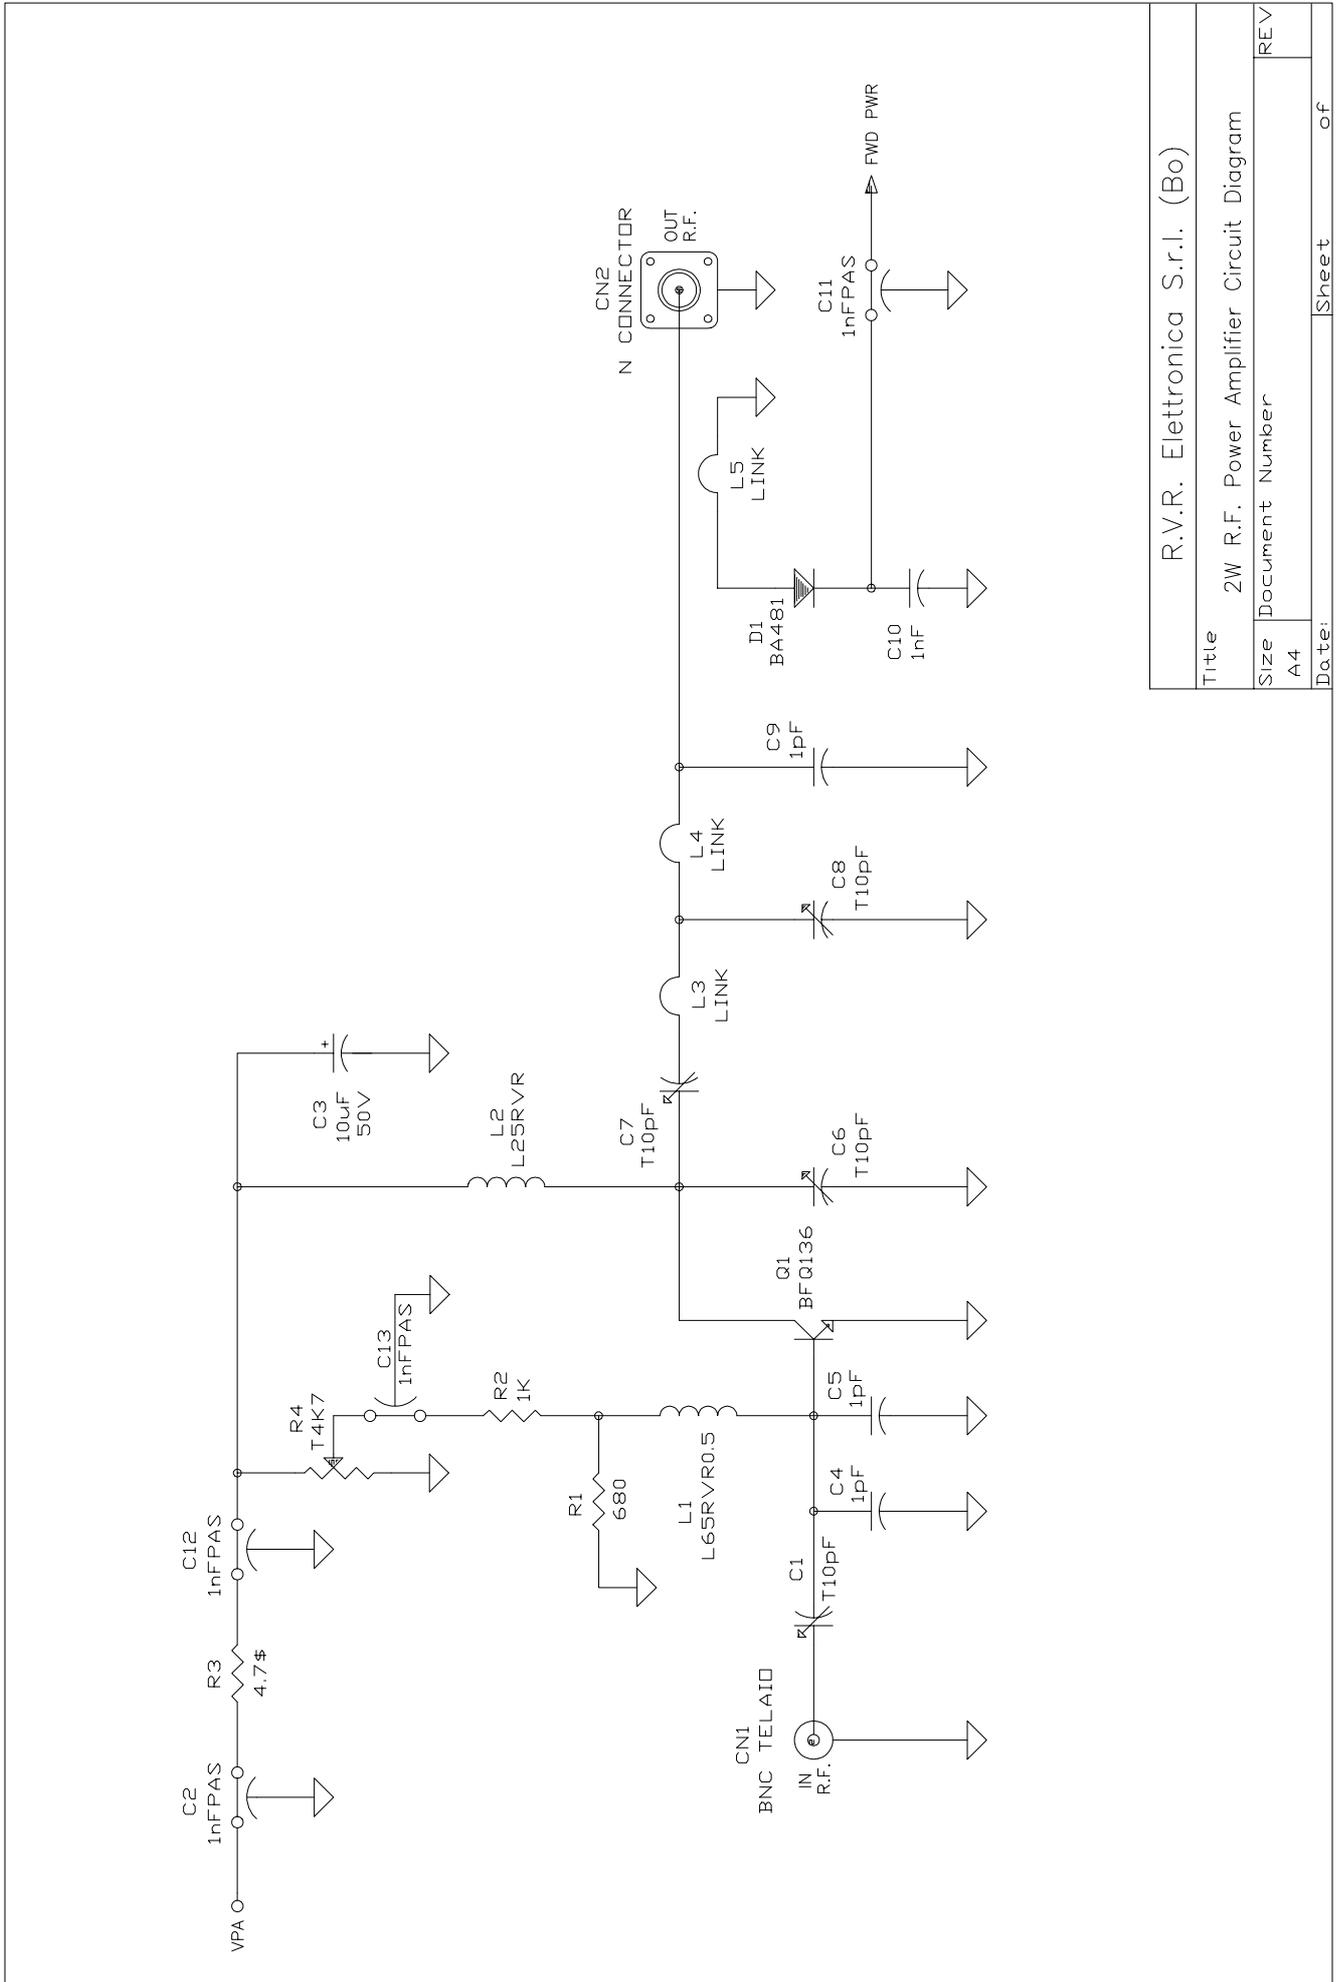 VPA
C2
1nFPAS
R3
4.7$
C12
1nFPAS
R4
T4K7
C13
1nFPAS
C3
10uF
50V
R2
1K
L2
L25RVR
R1
680
L1
L65RVR0.5
C7
T10pF
L3
LINK
L4
LINK
CN2
N CONNECTOR
OUT
R.F.
L5
LINK
CN1
BNC TELAIO
IN
R.F.
C1
T10pF
C4
1pF
C5
1pF
Q1
BFQ136
C6
T10pF
C8
T10pF
C9
1pF
D1
BA481
C10
1nF
C11
1nFPAS
FWD PWR
R.V.R. Elettronica S.r.l. (Bo)
Title
2W R.F. Power Amplifier Circuit Diagram
Size Document Number REV
A4
Date: Sheet of